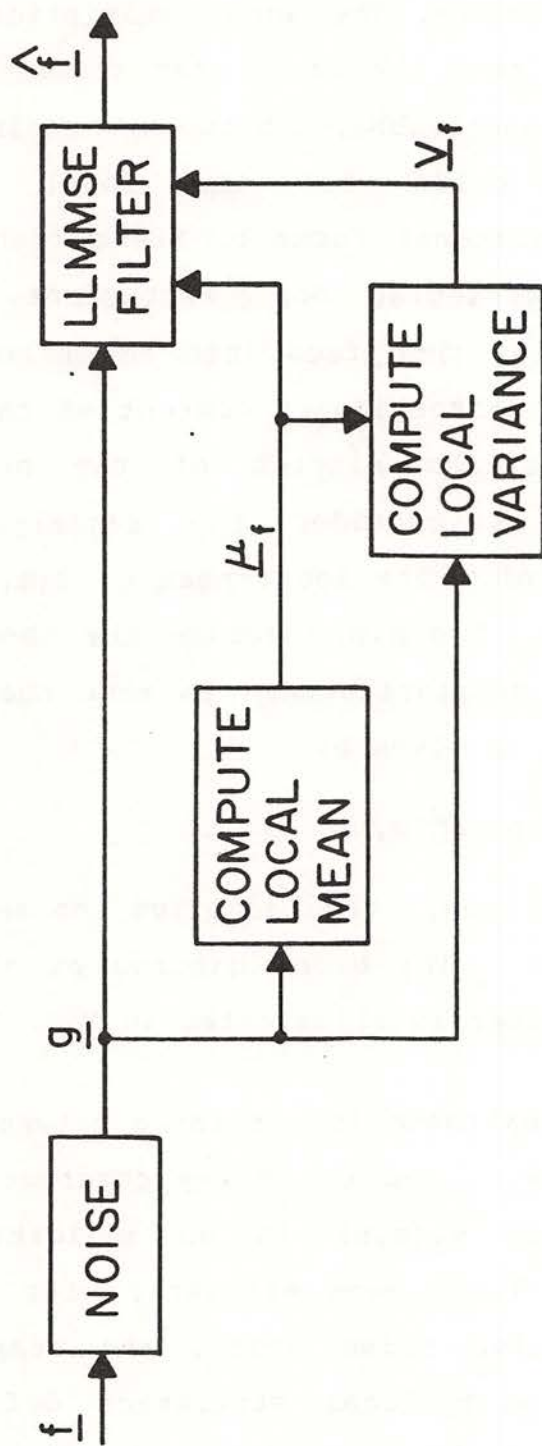 f
NOISE
g
COMPUTE
LOCAL
MEAN
μ_f
COMPUTE
LOCAL
VARIANCE
V_f
LLMMSE
FILTER
f̂